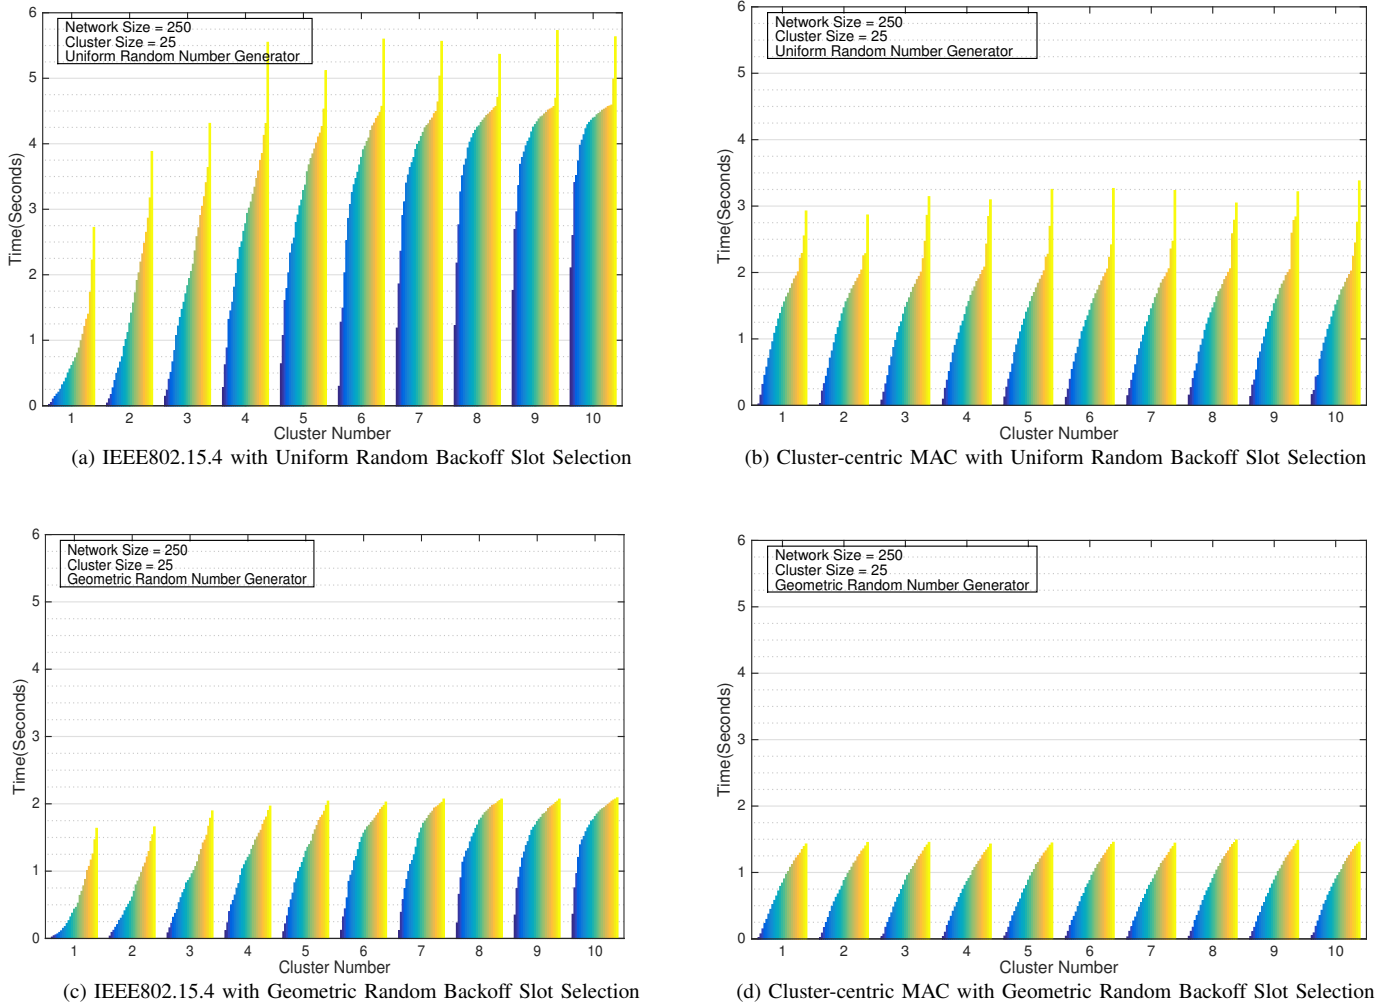 Network Size = 250
Cluster Size = 25
Uniform Random Number Generator
Time(Seconds)
6
5
4
3
2
1
0
1 2 3 4 5 6 7 8 9 10
Cluster Number
(a) IEEE802.15.4 with Uniform Random Backoff Slot Selection
Network Size = 250
Cluster Size = 25
Uniform Random Number Generator
Time(Seconds)
6
5
4
3
2
1
0
1 2 3 4 5 6 7 8 9 10
Cluster Number
(b) Cluster-centric MAC with Uniform Random Backoff Slot Selection
Network Size = 250
Cluster Size = 25
Geometric Random Number Generator
Time(Seconds)
6
5
4
3
2
1
0
1 2 3 4 5 6 7 8 9 10
Cluster Number
(c) IEEE802.15.4 with Geometric Random Backoff Slot Selection
Network Size = 250
Cluster Size = 25
Geometric Random Number Generator
Time(Seconds)
6
5
4
3
2
1
0
1 2 3 4 5 6 7 8 9 10
Cluster Number
(d) Cluster-centric MAC with Geometric Random Backoff Slot Selection